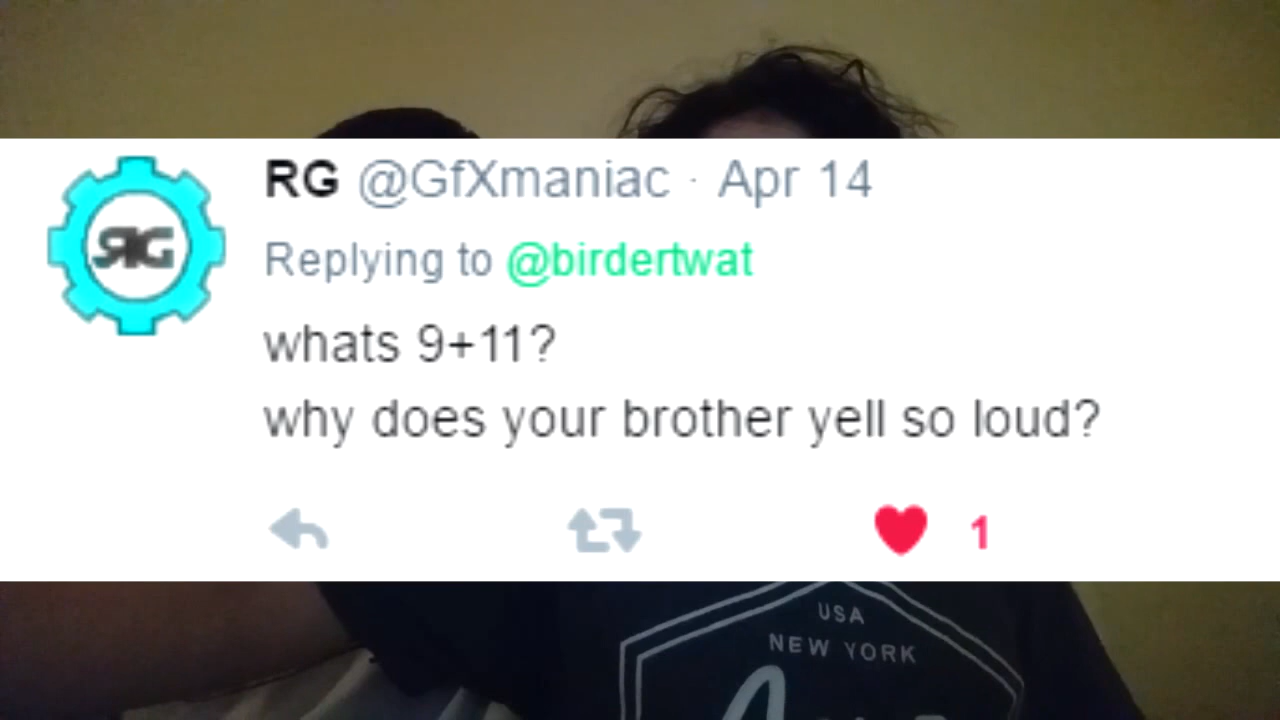 RG @GfXmaniac · Apr 14
RG
Replying to @birdertwat
whats 9+11?
why does your brother yell so loud?
1
USA
NEW YORK